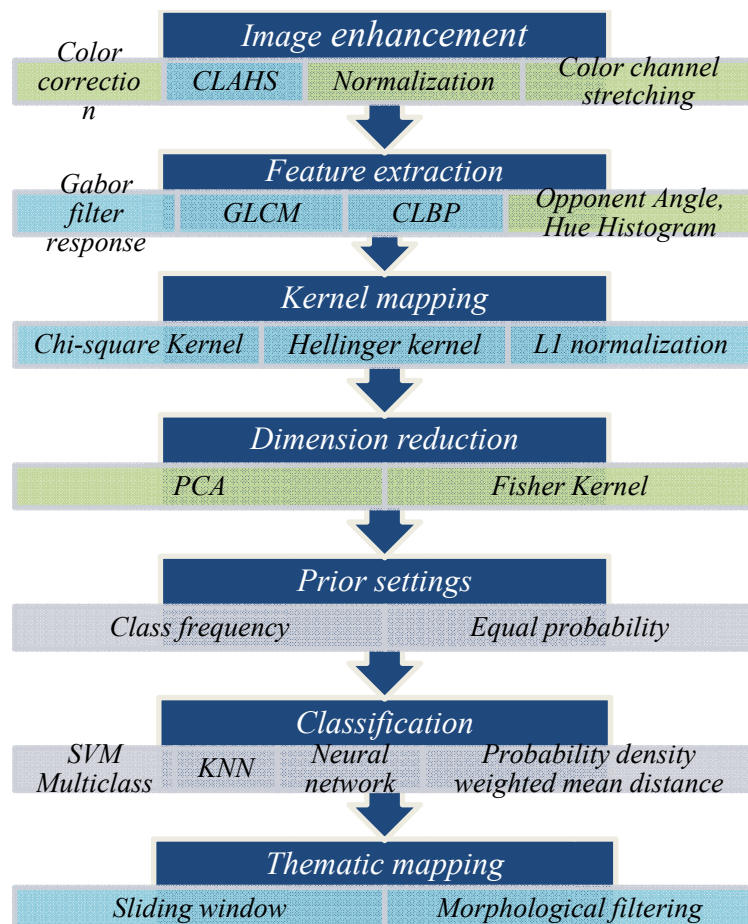 Image enhancement
Color
correctio
n
CLAHS
Normalization
Color channel
stretching
Feature extraction
Gabor
filter
response
GLCM
CLBP
Opponent Angle,
Hue Histogram
Kernel mapping
Chi-square Kernel
Hellinger kernel
L1 normalization
Dimension reduction
PCA
Fisher Kernel
Prior settings
Class frequency
Equal probability
Classification
SVM
Multiclass
KNN
Neural
network
Probability density
weighted mean distance
Thematic mapping
Sliding window
Morphological filtering